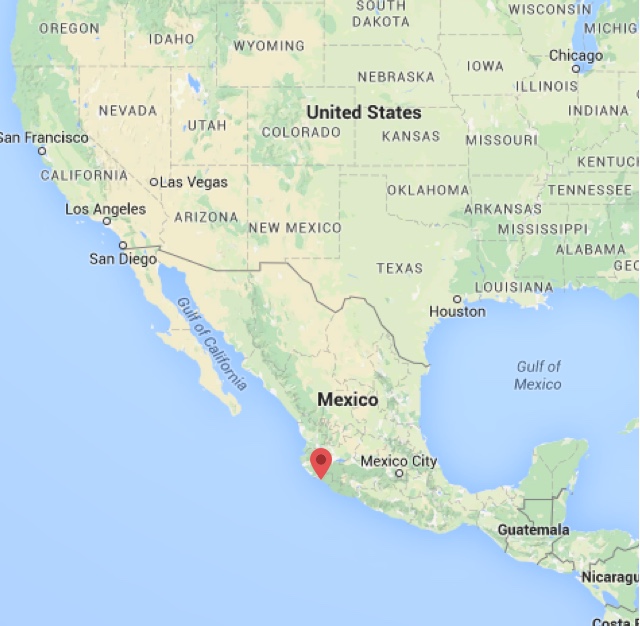 SOUTH
DAKOTA
WISCONSIN
OREGON
IDAHO
WYOMING
MICHIG
Chicago
NEBRASKA
IOWA
ILLINOIS
NEVADA
UTAH
United States
COLORADO
KANSAS
MISSOURI
INDIANA
San Francisco
KENTUC
CALIFORNIA
Las Vegas
OKLAHOMA
TENNESSEE
Los Angeles
ARIZONA
NEW MEXICO
ARKANSAS
MISSISSIPPI
San Diego
TEXAS
ALABAMA
GEO
LOUISIANA
Houston
Gulf of California
Gulf of
Mexico
Mexico
Mexico City
Guatemala
Nicaragu
Costa R